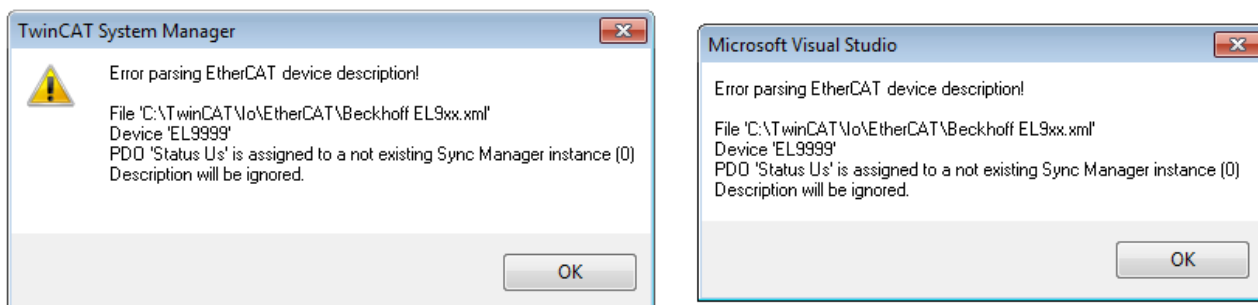 TwinCAT System Manager
Error parsing EtherCAT device description!
File 'C:\TwinCAT\Io\EtherCAT\Beckhoff EL9xx.xml'
Device 'EL9999'
PDO 'Status Us' is assigned to a not existing Sync Manager instance (0)
Description will be ignored.
OK
Microsoft Visual Studio
Error parsing EtherCAT device description!
File 'C:\TwinCAT\Io\EtherCAT\Beckhoff EL9xx.xml'
Device 'EL9999'
PDO 'Status Us' is assigned to a not existing Sync Manager instance (0)
Description will be ignored.
OK